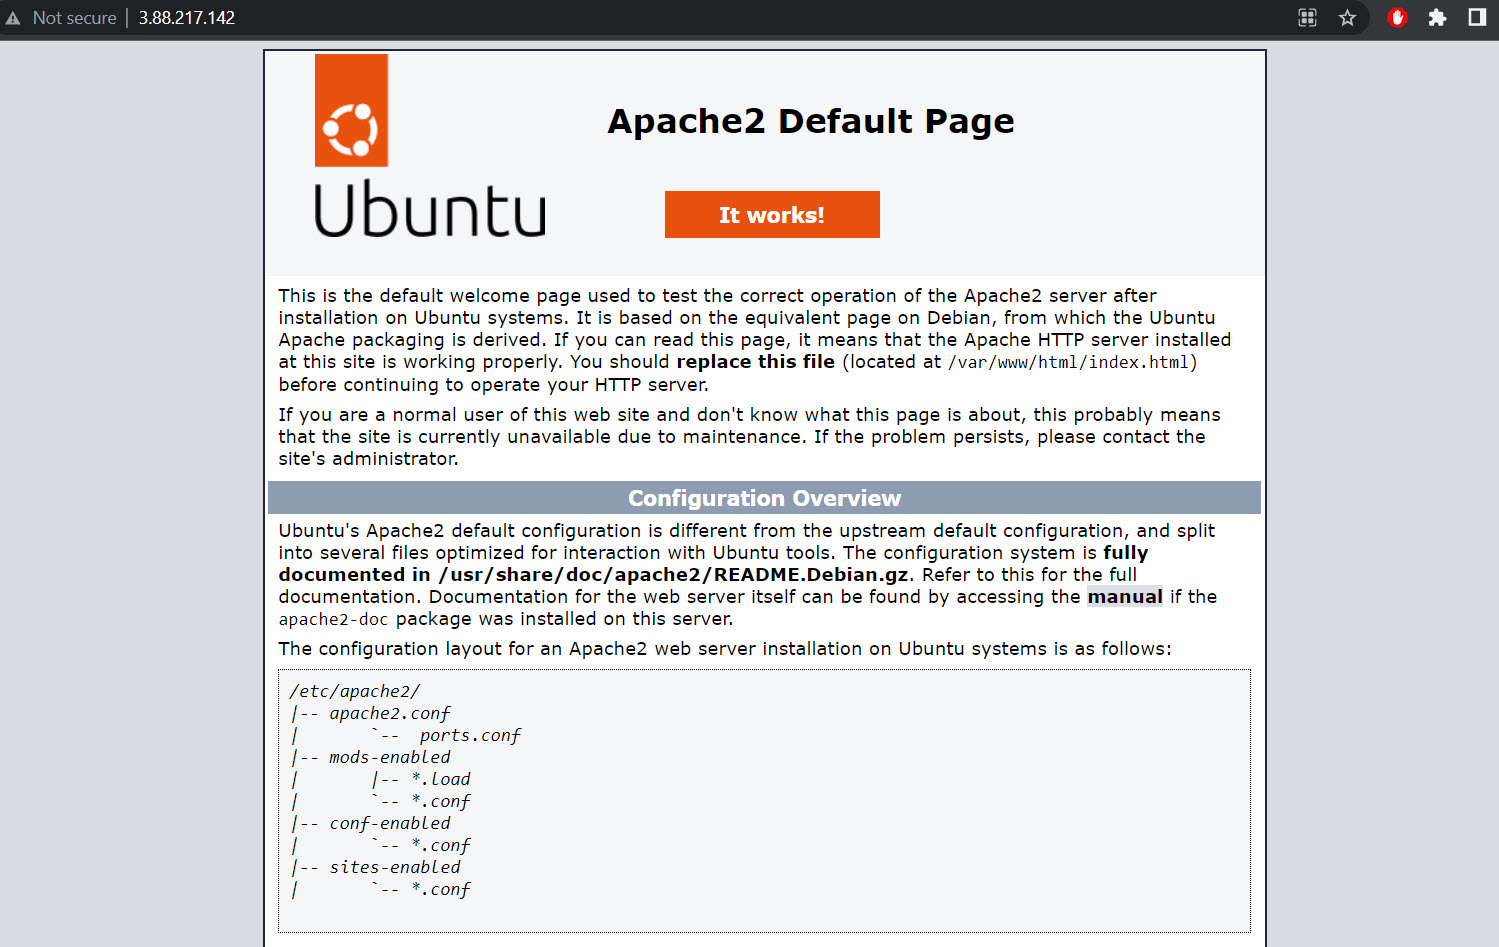 Not secure | 3.88.217.142
Apache2 Default Page
Ubuntu
It works!
This is the default welcome page used to test the correct operation of the Apache2 server after
installation on Ubuntu systems. It is based on the equivalent page on Debian, from which the Ubuntu
Apache packaging is derived. If you can read this page, it means that the Apache HTTP server installed
at this site is working properly. You should replace this file (located at /var/www/html/index.html)
before continuing to operate your HTTP server.
If you are a normal user of this web site and don't know what this page is about, this probably means
that the site is currently unavailable due to maintenance. If the problem persists, please contact the
site's administrator.
Configuration Overview
Ubuntu's Apache2 default configuration is different from the upstream default configuration, and split
into several files optimized for interaction with Ubuntu tools. The configuration system is fully
documented in /usr/share/doc/apache2/README.Debian.gz. Refer to this for the full
documentation. Documentation for the web server itself can be found by accessing the manual if the
apache2-doc package was installed on this server.
The configuration layout for an Apache2 web server installation on Ubuntu systems is as follows:
/etc/apache2/
|-- apache2.conf
|       `--  ports.conf
|-- mods-enabled
|       |-- *.load
|       `-- *.conf
|-- conf-enabled
|       `-- *.conf
|-- sites-enabled
|       `-- *.conf